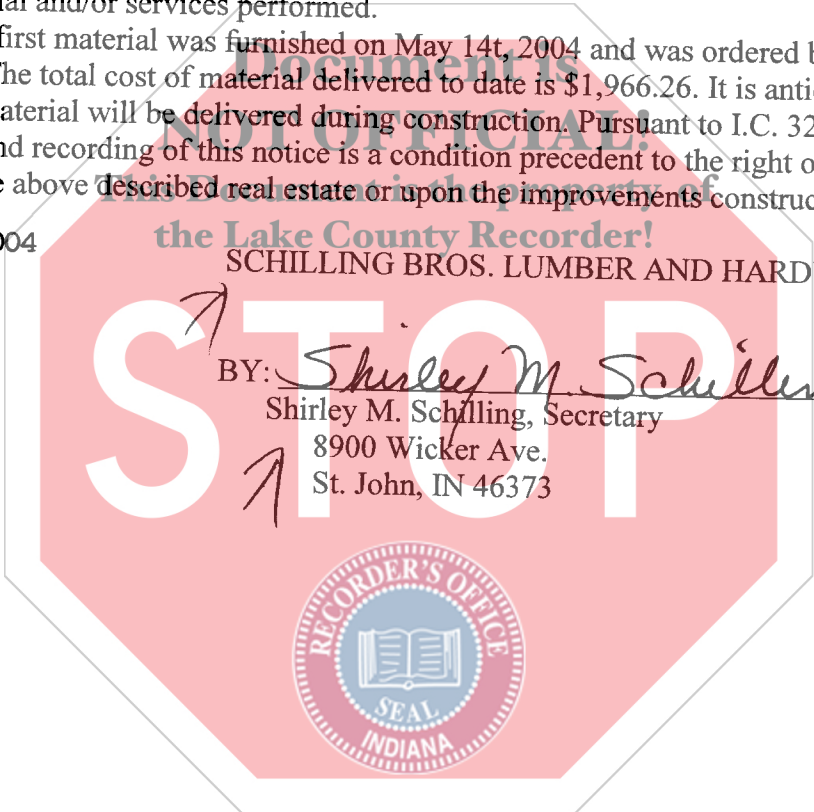 al and/or services performed.
first material was furnished on May 14t, 2004 and was ordered b
The total cost of material delivered to date is $1,966.26. It is anti
aterial will be delivered during construction. Pursuant to I.C. 32
nd recording of this notice is a condition precedent to the right o
e above described real estate or upon the improvements construc
Document is
NOT OFFICIAL!
This Document is the property of
the Lake County Recorder!
004
SCHILLING BROS. LUMBER AND HARD
STOP
BY: Shirley M. Schillin
Shirley M. Schilling, Secretary
8900 Wicker Ave.
St. John, IN 46373
RECORDER'S OFFICE
SEAL
INDIANA